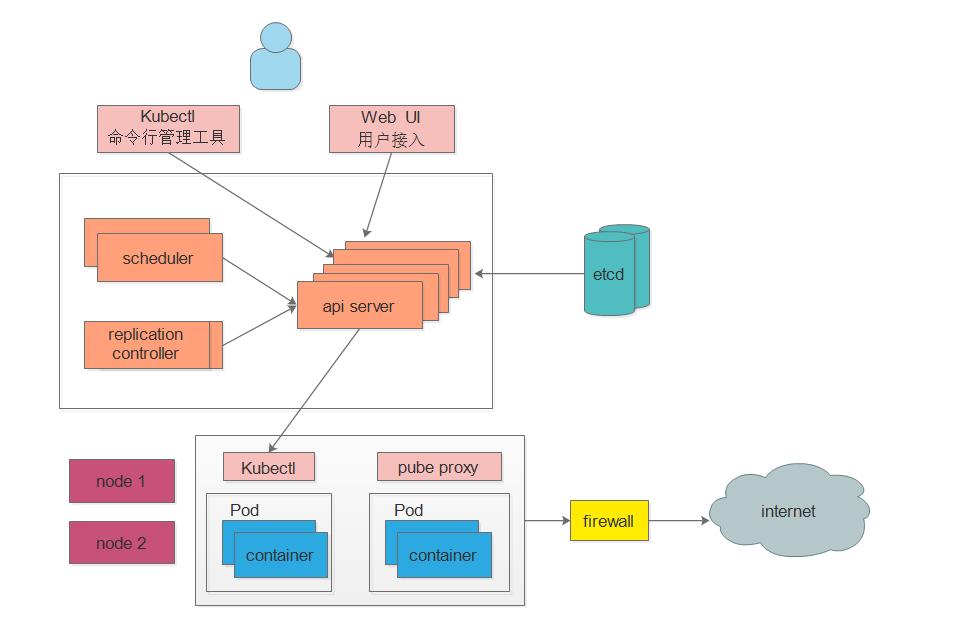 Kubectl
命令行管理工具
Web UI
用户接入
scheduler
replication
controller
api server
etcd
node 1
node 2
Kubectl
pube proxy
Pod
container
Pod
container
firewall
internet